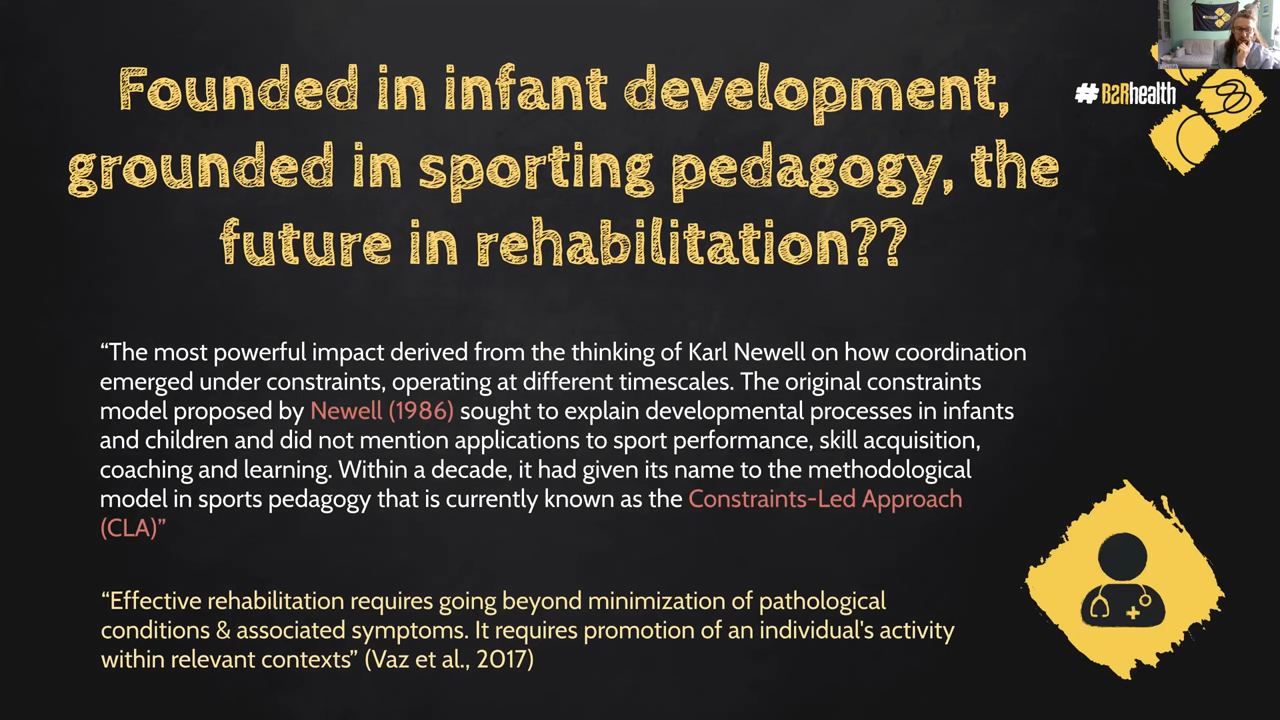 Founded in infant development,
grounded in sporting pedagogy, the
future in rehabilitation??
#B2Rhealth
“The most powerful impact derived from the thinking of Karl Newell on how coordination
emerged under constraints, operating at different timescales. The original constraints
model proposed by Newell (1986) sought to explain developmental processes in infants
and children and did not mention applications to sport performance, skill acquisition,
coaching and learning. Within a decade, it had given its name to the methodological
model in sports pedagogy that is currently known as the Constraints-Led Approach
(CLA)”
“Effective rehabilitation requires going beyond minimization of pathological
conditions & associated symptoms. It requires promotion of an individual's activity
within relevant contexts” (Vaz et al., 2017)